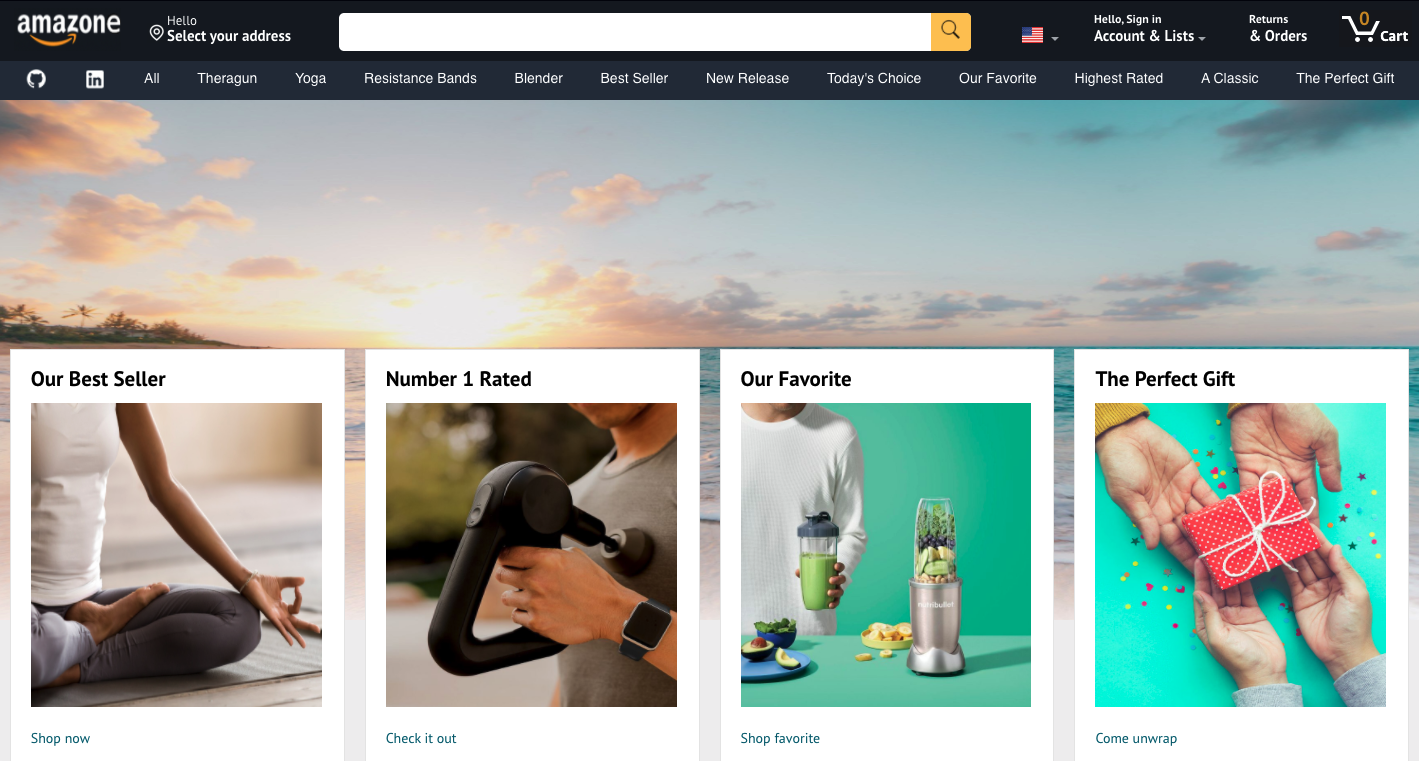 amazone
Hello
Select your address
Hello, Sign in
Account & Lists
Returns
& Orders
0
Cart
All
Theragun
Yoga
Resistance Bands
Blender
Best Seller
New Release
Today's Choice
Our Favorite
Highest Rated
A Classic
The Perfect Gift
Our Best Seller
Number 1 Rated
Our Favorite
The Perfect Gift
nutribullet
Shop now
Check it out
Shop favorite
Come unwrap